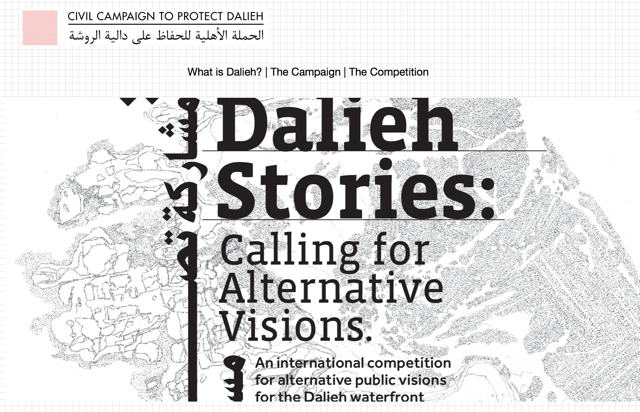 CIVIL CAMPAIGN TO PROTECT DALIEH
الحملة الأهلية للحفاظ على دالية الروشة
What is Dalieh? | The Campaign | The Competition
Dalieh
Stories:
Calling for
Alternative
Visions.
An international competition
for alternative public visions
for the Dalieh waterfront